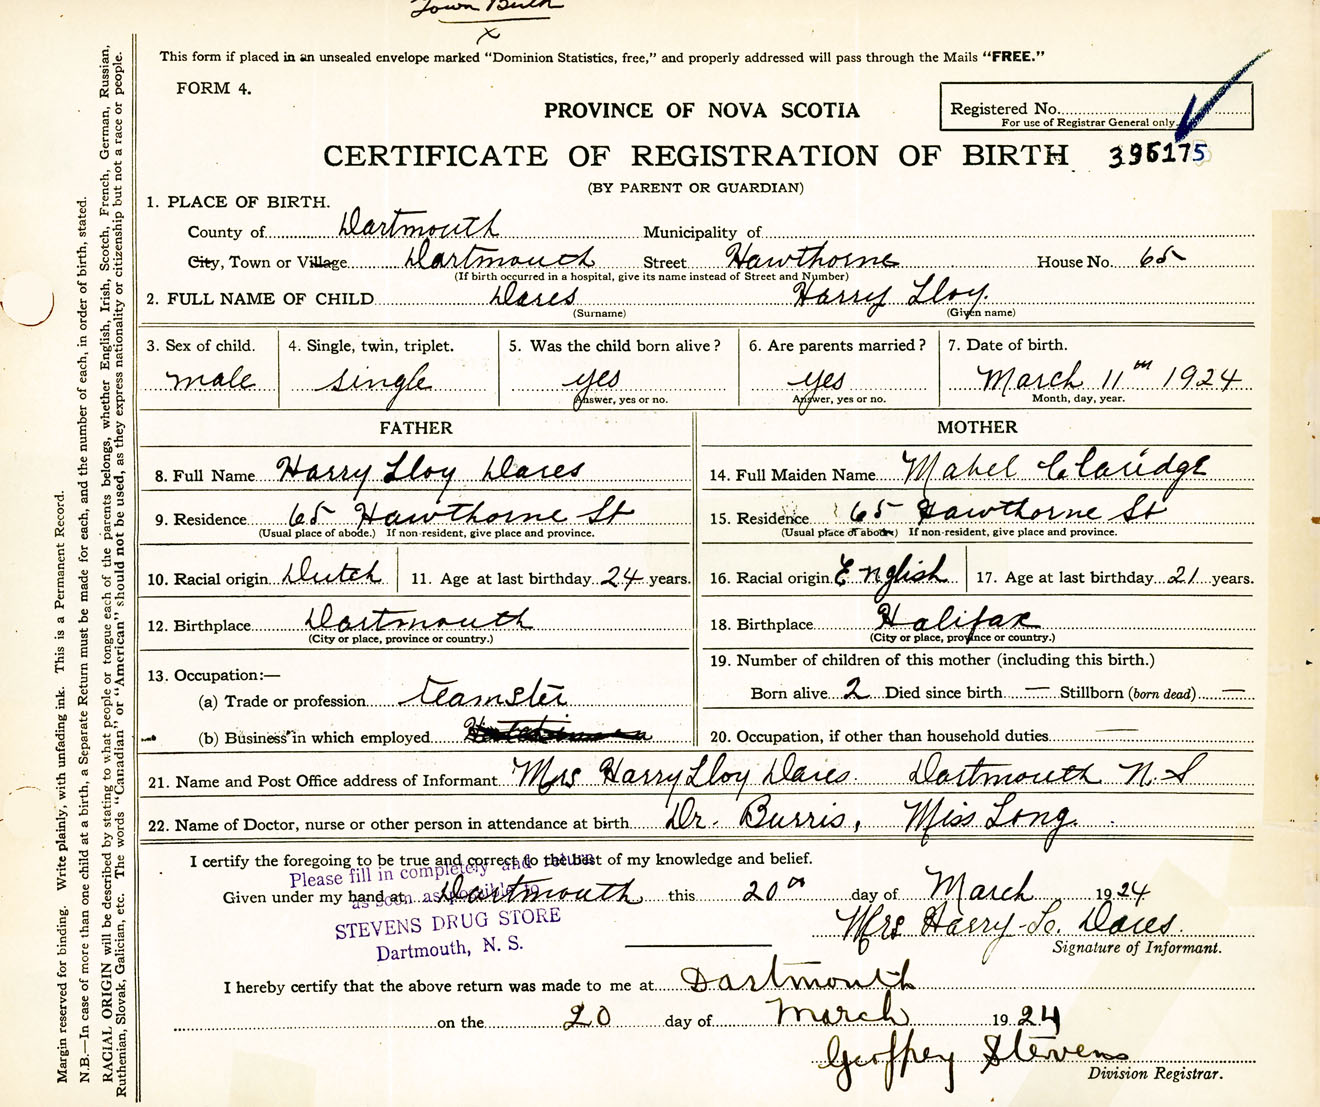 Town Birth
x
This form if placed in an unsealed envelope marked "Dominion Statistics, free," and properly addressed will pass through the Mails "FREE."
FORM 4.
Registered No.
For use of Registrar General only
PROVINCE OF NOVA SCOTIA
CERTIFICATE OF REGISTRATION OF BIRTH 395175
(BY PARENT OR GUARDIAN)
1. PLACE OF BIRTH.
County of Dartmouth Municipality of
City, Town or Village Dartmouth Street Hawthorne House No. 65
(If birth occurred in a hospital, give its name instead of Street and Number)
2. FULL NAME OF CHILD Dares Harry Lloy.
(Surname) (Given name)
3. Sex of child. 4. Single, twin, triplet. 5. Was the child born alive? 6. Are parents married? 7. Date of birth.
male single yes yes March 11th 1924
Answer, yes or no. Answer, yes or no. Month, day, year.
FATHER MOTHER
8. Full Name Harry Lloy Dares 14. Full Maiden Name Mabel Claridge
9. Residence 65 Hawthorne St 15. Residence 65 Hawthorne St
(Usual place of abode.) If non-resident, give place and province. (Usual place of abode) If non-resident, give place and province.
10. Racial origin Dutch 11. Age at last birthday 24 years. 16. Racial origin English 17. Age at last birthday 21 years.
12. Birthplace Dartmouth 18. Birthplace Halifax
(City or place, province or country.) (City or place, province or country.)
13. Occupation:— 19. Number of children of this mother (including this birth.)
(a) Trade or profession teamster Born alive 2 Died since birth — Stillborn (born dead) —
(b) Business in which employed 20. Occupation, if other than household duties —
21. Name and Post Office address of Informant Mrs Harry Lloy Dares. Dartmouth N.S
22. Name of Doctor, nurse or other person in attendance at birth Dr. Burris, Miss Long.
I certify the foregoing to be true and correct to the best of my knowledge and belief.
Given under my hand at Dartmouth this 20th day of March 1924
Please fill in completely and return
as soon as possible to
STEVENS DRUG STORE
Dartmouth, N. S.
Mrs Harry Lo. Dares.
Signature of Informant.
I hereby certify that the above return was made to me at Dartmouth
on the 20 day of March 1924
Geoffrey Stevens
Division Registrar.
Margin reserved for binding. Write plainly, with unfading ink. This is a Permanent Record.
N.B.—In case of more than one child at a birth, a Separate Return must be made for each, and the number of each, in order of birth, stated.
RACIAL ORIGIN will be described by stating to what people or tongue each of the parents belongs, whether English, Irish, Scotch, French, German, Russian,
Ruthenian, Slovak, Galician, etc. The words "Canadian" or "American" should not be used, as they express nationality or citizenship but not a race or people.